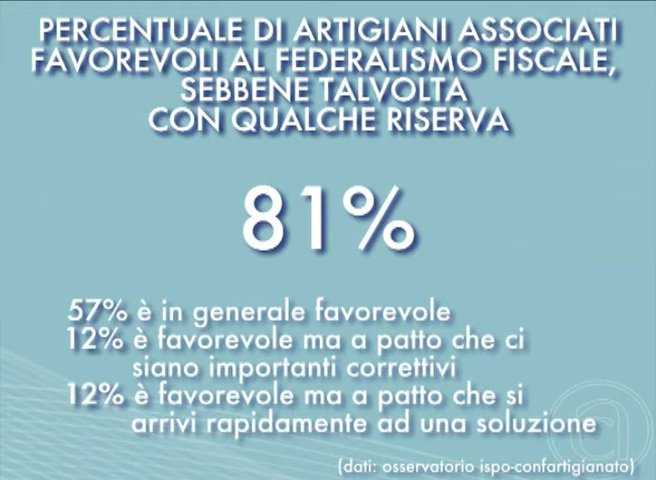 PERCENTUALE DI ARTIGIANI ASSOCIATI
FAVOREVOLI AL FEDERALISMO FISCALE,
SEBBENE TALVOLTA
CON QUALCHE RISERVA
81%
57% è in generale favorevole
12% è favorevole ma a patto che ci
siano importanti correttivi
12% è favorevole ma a patto che si
arrivi rapidamente ad una soluzione
(dati: osservatorio ispo-confartigianato)